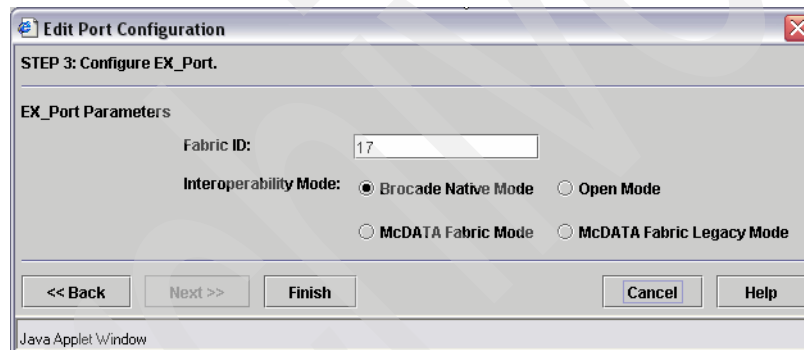 Edit Port Configuration
STEP 3: Configure EX_Port.
EX_Port Parameters
Fabric ID: 17
Interoperability Mode: Brocade Native Mode Open Mode
McDATA Fabric Mode McDATA Fabric Legacy Mode
<< Back Next >> Finish Cancel Help
Java Applet Window